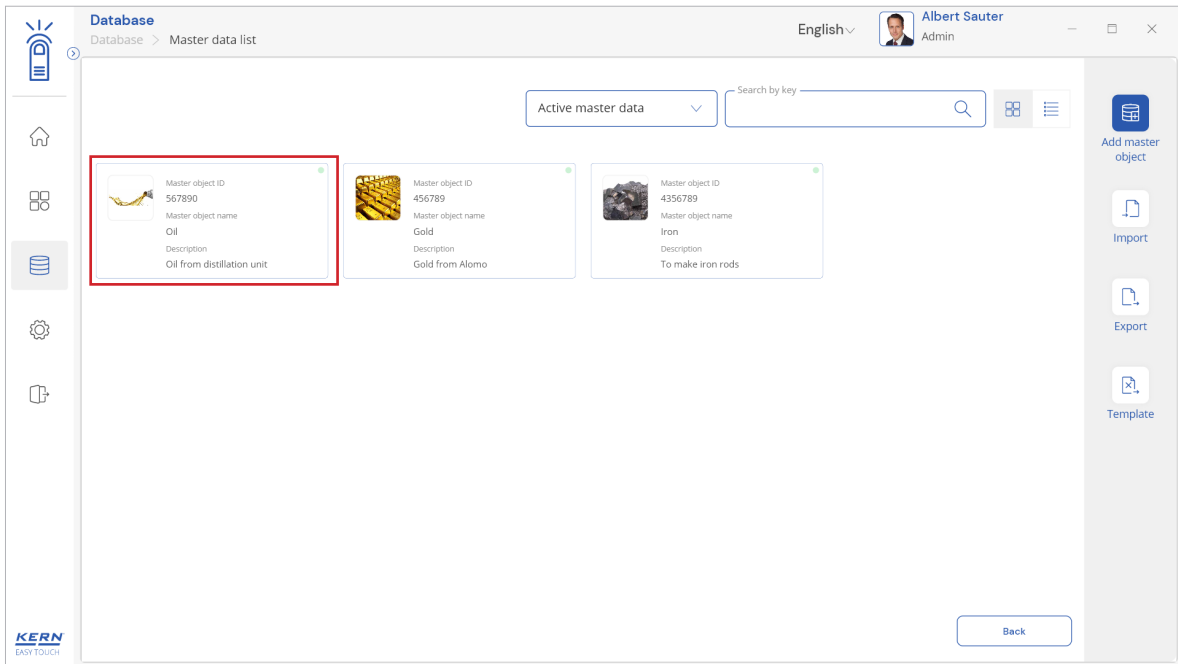 Database
Database > Master data list
English
Albert Sauter
Admin
Active master data
Search by key
Add master
object
Import
Export
Template
Master object ID
567890
Master object name
Oil
Description
Oil from distillation unit
Master object ID
456789
Master object name
Gold
Description
Gold from Alomo
Master object ID
4356789
Master object name
Iron
Description
To make iron rods
Back
KERN
EASY TOUCH